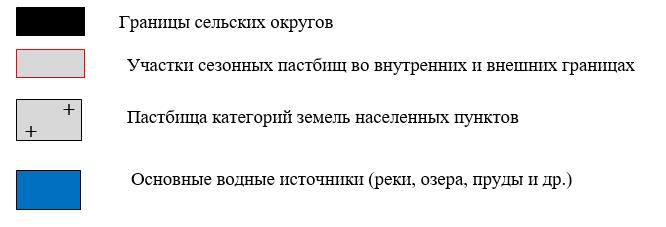 Границы сельских округов
Участки сезонных пастбищ во внутренних и внешних границах
Пастбища категорий земель населенных пунктов
Основные водные источники (реки, озера, пруды и др.)